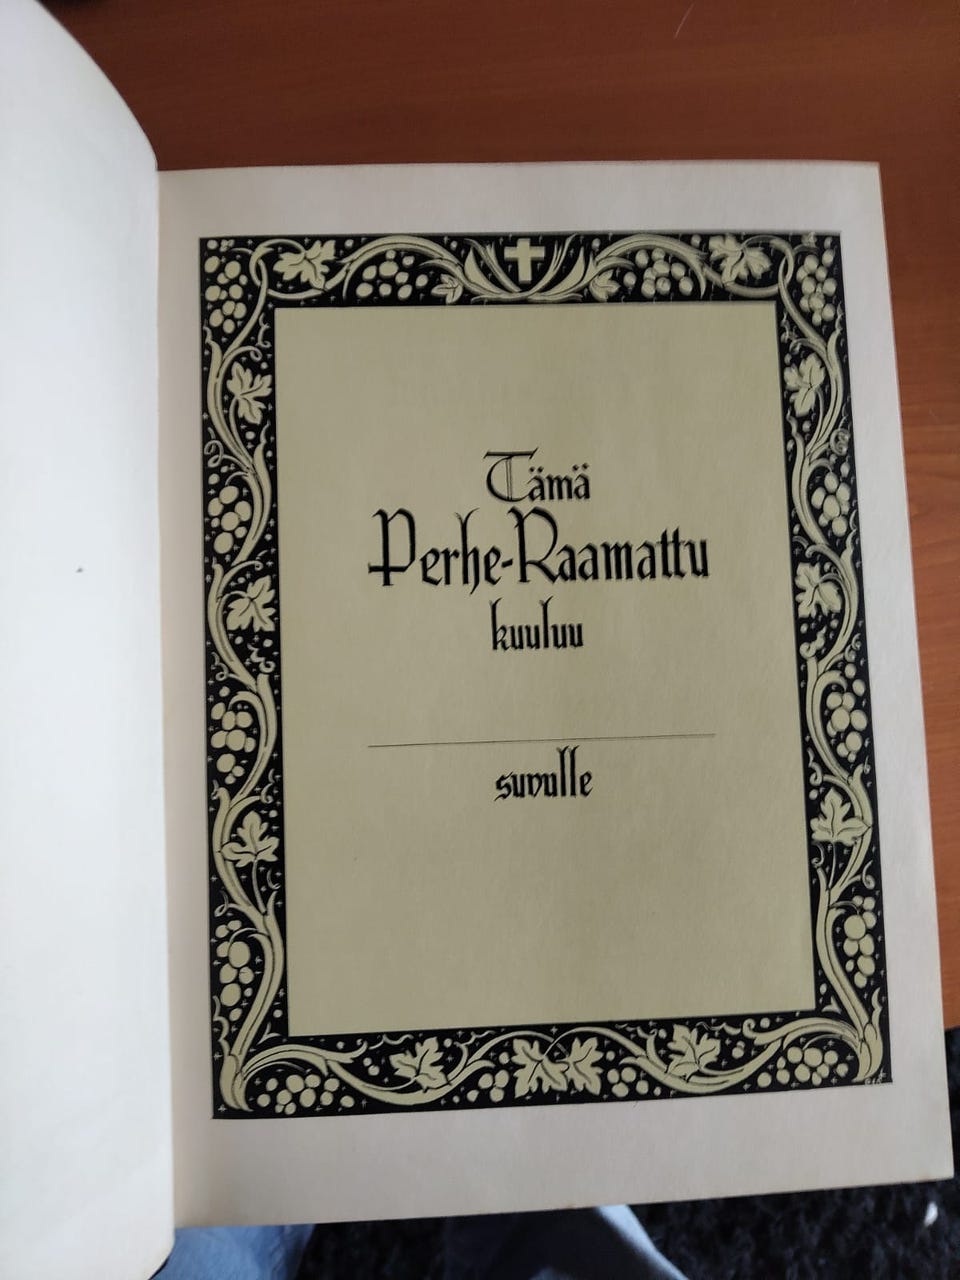 Tämä
Perhe-Raamattu
kuuluu
suvulle